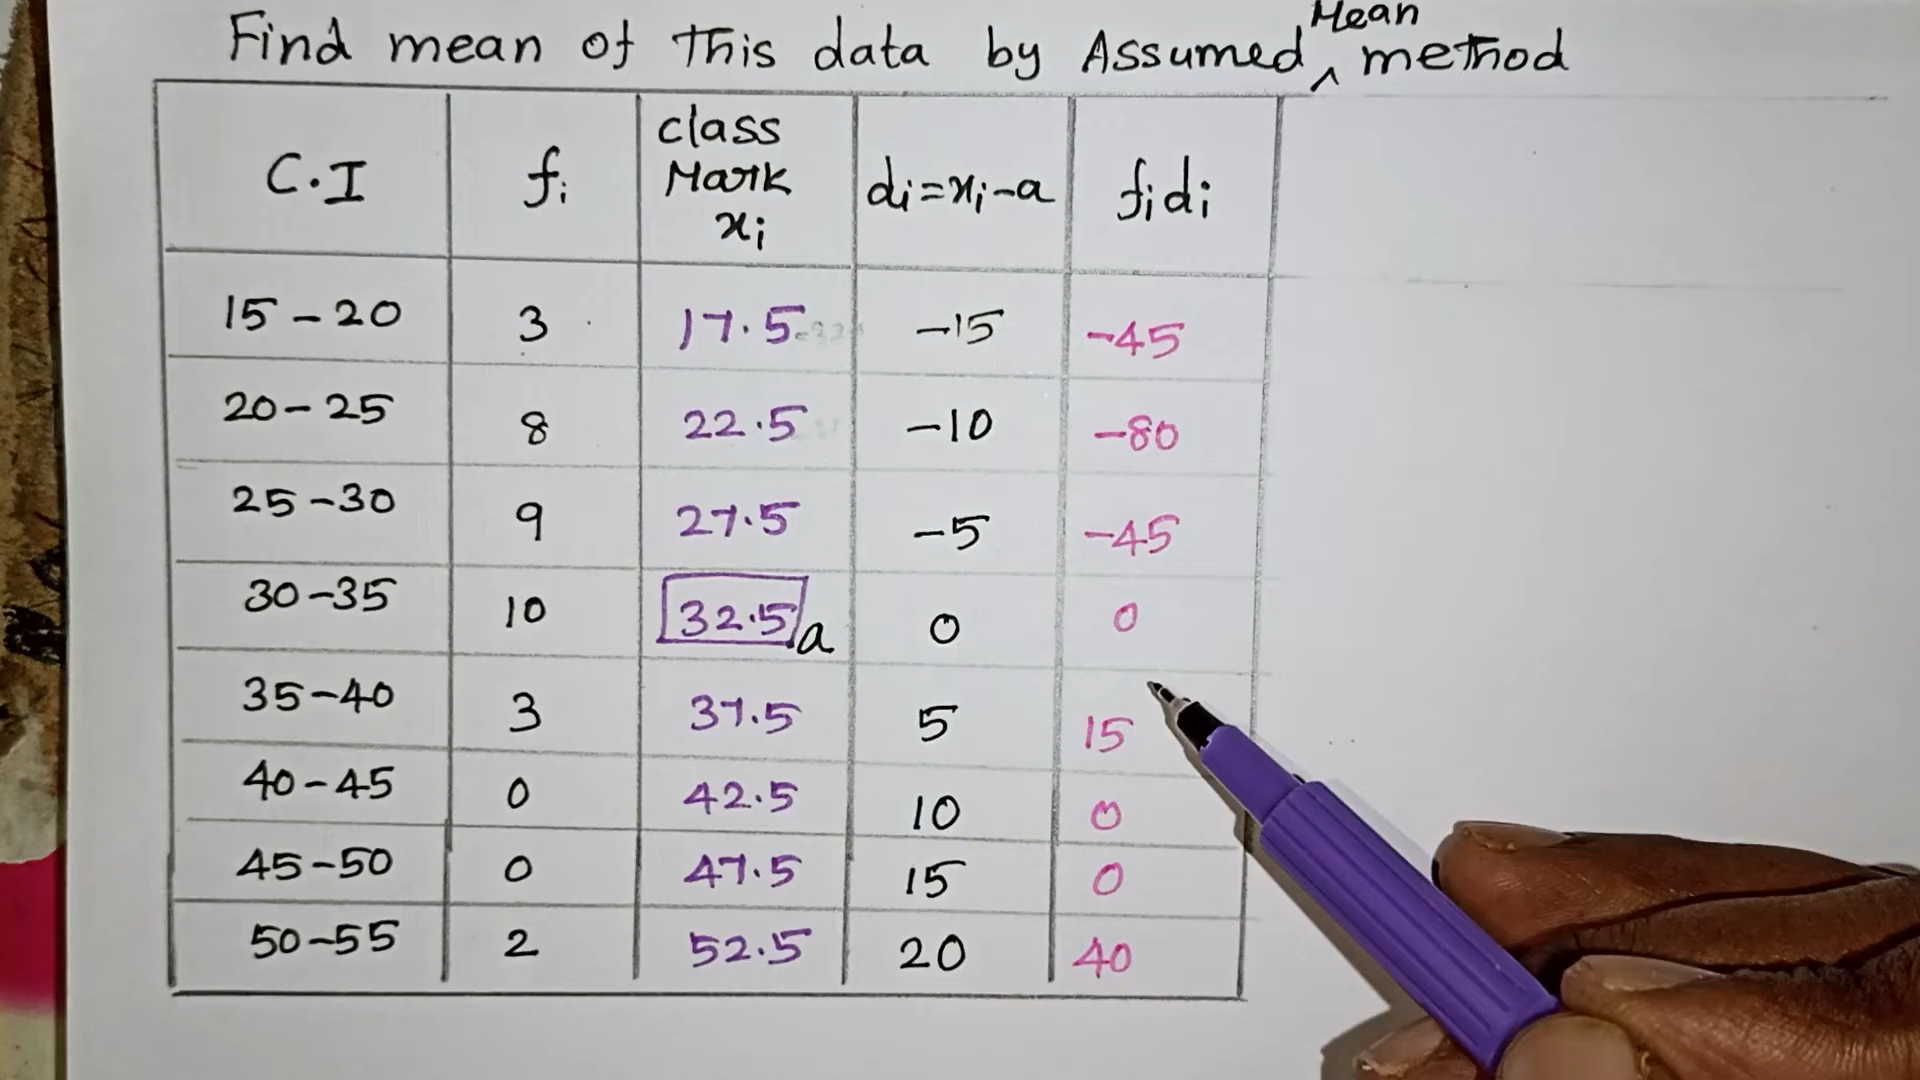 Find mean of This data by Assumed Mean method
C.I fi class Mark xi di=xi-a fidi
15-20 3 17.5 -15 -45
20-25 8 22.5 -10 -80
25-30 9 27.5 -5 -45
30-35 10 32.5 a 0 0
35-40 3 37.5 5 15
40-45 0 42.5 10 0
45-50 0 47.5 15 0
50-55 2 52.5 20 40